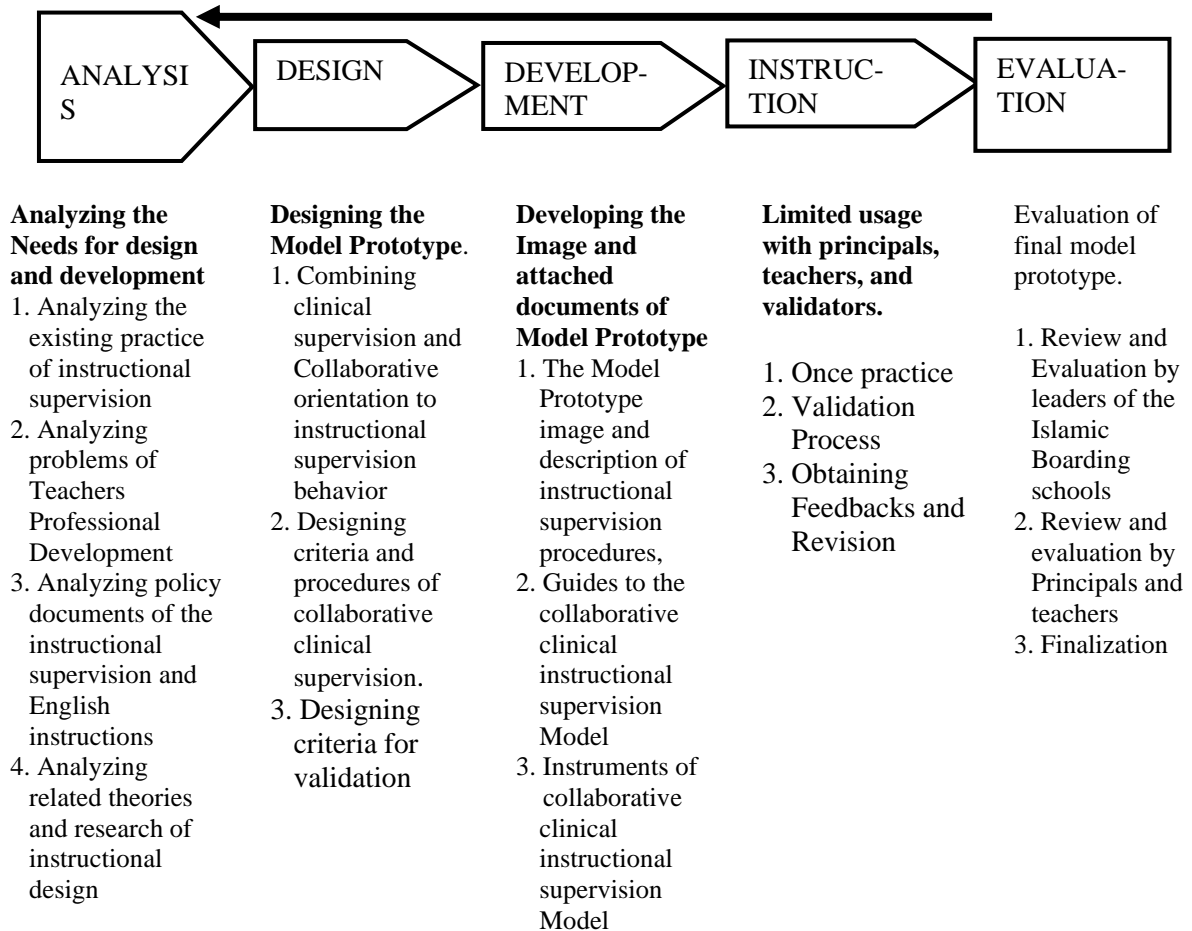 ANALYSI
S
DESIGN
DEVELOP-
MENT
INSTRUC-
TION
EVALUA-
TION
Analyzing the
Needs for design
and development
1. Analyzing the
existing practice
of instructional
supervision
2. Analyzing
problems of
Teachers
Professional
Development
3. Analyzing policy
documents of the
instructional
supervision and
English
instructions
4. Analyzing
related theories
and research of
instructional
design
Designing the
Model Prototype.
1. Combining
clinical
supervision and
Collaborative
orientation to
instructional
supervision
behavior
2. Designing
criteria and
procedures of
collaborative
clinical
supervision.
3. Designing
criteria for
validation
Developing the
Image and
attached
documents of
Model Prototype
1. The Model
Prototype
image and
description of
instructional
supervision
procedures,
2. Guides to the
collaborative
clinical
instructional
supervision
Model
3. Instruments of
collaborative
clinical
instructional
supervision
Model
Limited usage
with principals,
teachers, and
validators.
1. Once practice
2. Validation
Process
3. Obtaining
Feedbacks and
Revision
Evaluation of
final model
prototype.
1. Review and
Evaluation by
leaders of the
Islamic
Boarding
schools
2. Review and
evaluation by
Principals and
teachers
3. Finalization